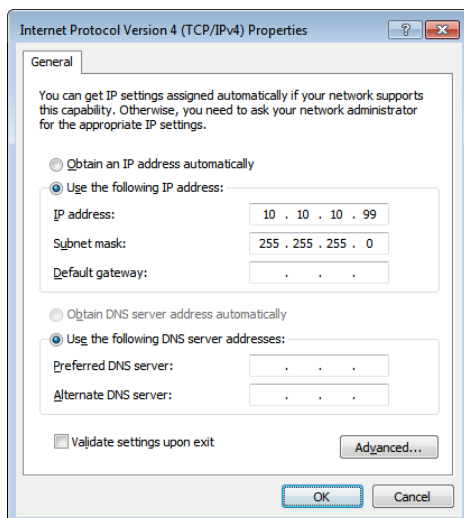 Internet Protocol Version 4 (TCP/IPv4) Properties
General
You can get IP settings assigned automatically if your network supports
this capability. Otherwise, you need to ask your network administrator
for the appropriate IP settings.
Obtain an IP address automatically
Use the following IP address:
IP address: 10 . 10 . 10 . 99
Subnet mask: 255 . 255 . 255 . 0
Default gateway: . . .
Obtain DNS server address automatically
Use the following DNS server addresses:
Preferred DNS server: . . .
Alternate DNS server: . . .
Validate settings upon exit
Advanced...
OK Cancel